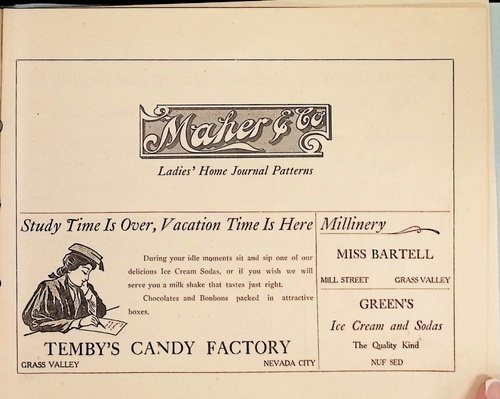 Maher & Co
Ladies' Home Journal Patterns
Study Time Is Over, Vacation Time Is Here
During your idle moments sit and sip one of our
delicious Ice Cream Sodas, or if you wish we will
serve you a milk shake that tastes just right.
Chocolates and Bonbons packed in attractive
boxes.
TEMBY'S CANDY FACTORY
GRASS VALLEY NEVADA CITY
Millinery
MISS BARTELL
MILL STREET GRASS VALLEY
GREEN'S
Ice Cream and Sodas
The Quality Kind
NUF SED